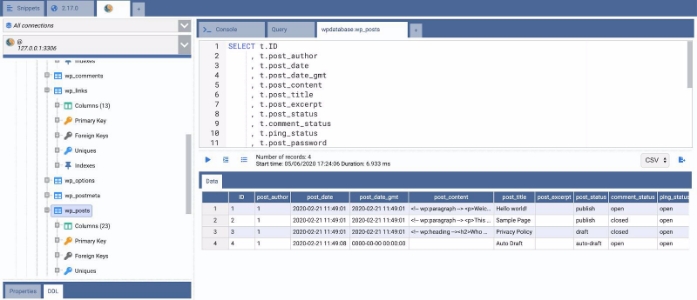 Snippets + 2.17.0 +
All connections
@
127.0.0.1:3306
Indexes
wp_comments
wp_links
Columns (13)
Primary Key
Foreign Keys
Uniques
Indexes
wp_options
wp_postmeta
wp_posts
Columns (23)
Primary Key
Foreign Keys
Uniques
Properties DDL
Console Query wpdatabase.wp_posts +
1 SELECT t.ID
2 , t.post_author
3 , t.post_date
4 , t.post_date_gmt
5 , t.post_content
6 , t.post_title
7 , t.post_excerpt
8 , t.post_status
9 , t.comment_status
10 , t.ping_status
11 , t.post_password
Number of records: 4
Start time: 05/06/2020 17:24:06 Duration: 6.933 ms
CSV
Data
ID post_author post_date post_date_gmt post_content post_title post_excerpt post_status comment_status ping_status
1 1 1 2020-02-21 11:49:01 2020-02-21 11:49:01 <!-- wp:paragraph --> <p>Welc... Hello world! publish open open
2 2 1 2020-02-21 11:49:01 2020-02-21 11:49:01 <!-- wp:paragraph --> <p>This ... Sample Page publish closed open
3 3 1 2020-02-21 11:49:01 2020-02-21 11:49:01 <!-- wp:heading --><h2>Who... Privacy Policy draft closed open
4 4 1 2020-02-21 11:49:08 0000-00-00 00:00:00 Auto Draft auto-draft open open